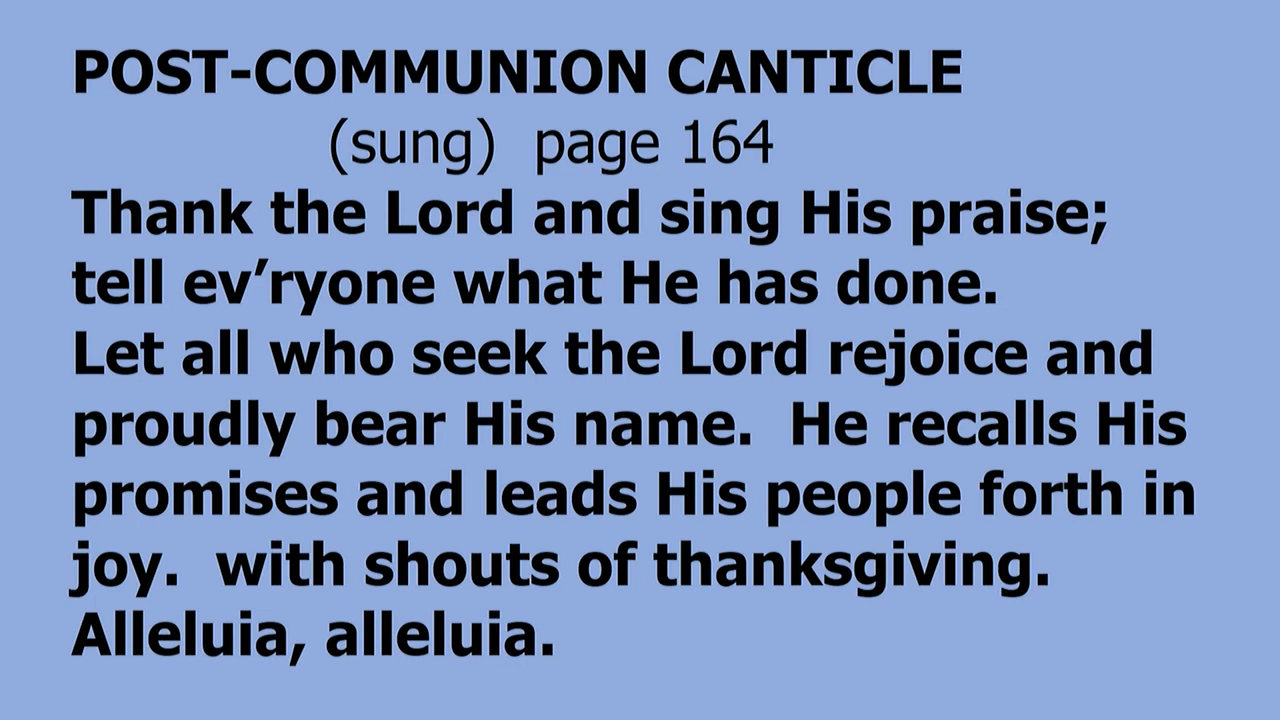 POST-COMMUNION CANTICLE
(sung) page 164
Thank the Lord and sing His praise;
tell ev’ryone what He has done.
Let all who seek the Lord rejoice and
proudly bear His name. He recalls His
promises and leads His people forth in
joy. with shouts of thanksgiving.
Alleluia, alleluia.